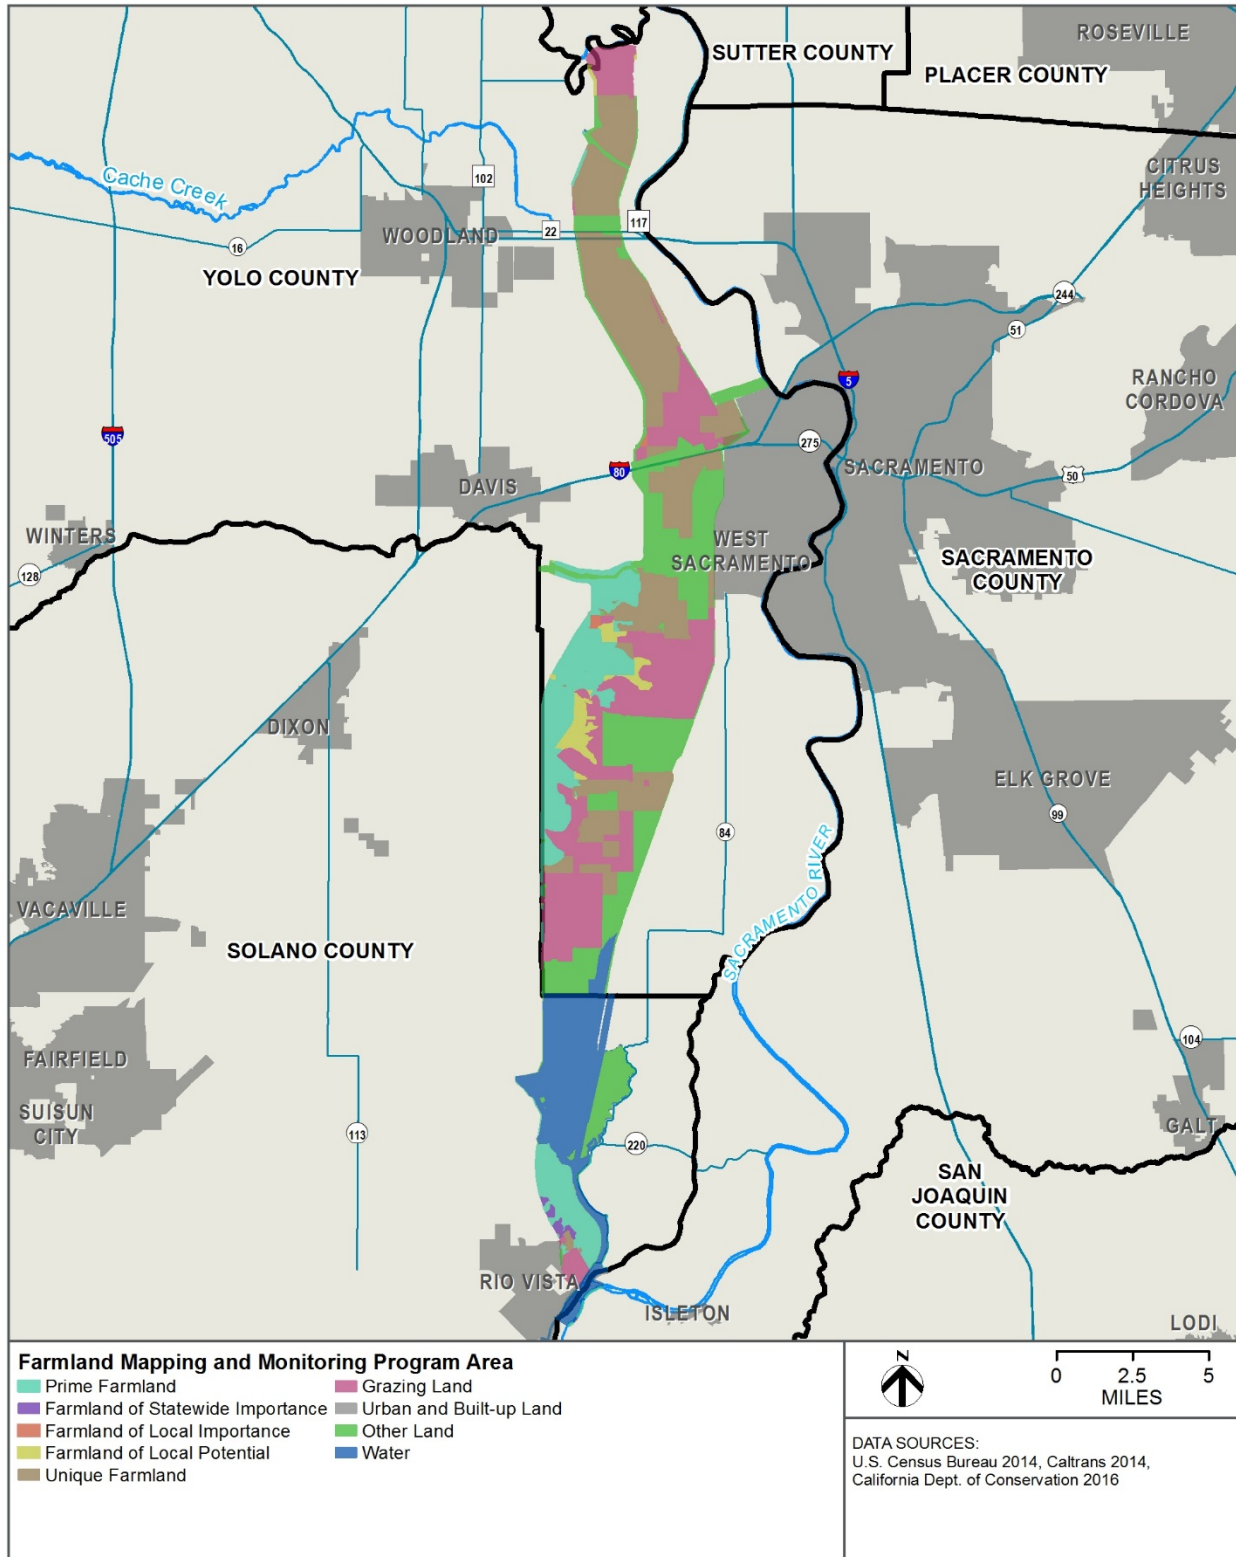 ROSEVILLE
SUTTER COUNTY
PLACER COUNTY
CITRUS
HEIGHTS
Cache Creek
102
117
22
WOODLAND
16
YOLO COUNTY
244
51
5
RANCHO
CORDOVA
505
275
80
SACRAMENTO
50
DAVIS
WINTERS
WEST
SACRAMENTO
SACRAMENTO
COUNTY
128
DIXON
ELK GROVE
99
84
SACRAMENTO RIVER
VACAVILLE
SOLANO COUNTY
104
FAIRFIELD
SUISUN
CITY
113
220
GALT
SAN
JOAQUIN
COUNTY
RIO VISTA
ISLETON
LODI
Farmland Mapping and Monitoring Program Area
Prime Farmland
Farmland of Statewide Importance
Farmland of Local Importance
Farmland of Local Potential
Unique Farmland
Grazing Land
Urban and Built-up Land
Other Land
Water
N
0 2.5 5
MILES
DATA SOURCES:
U.S. Census Bureau 2014, Caltrans 2014,
California Dept. of Conservation 2016